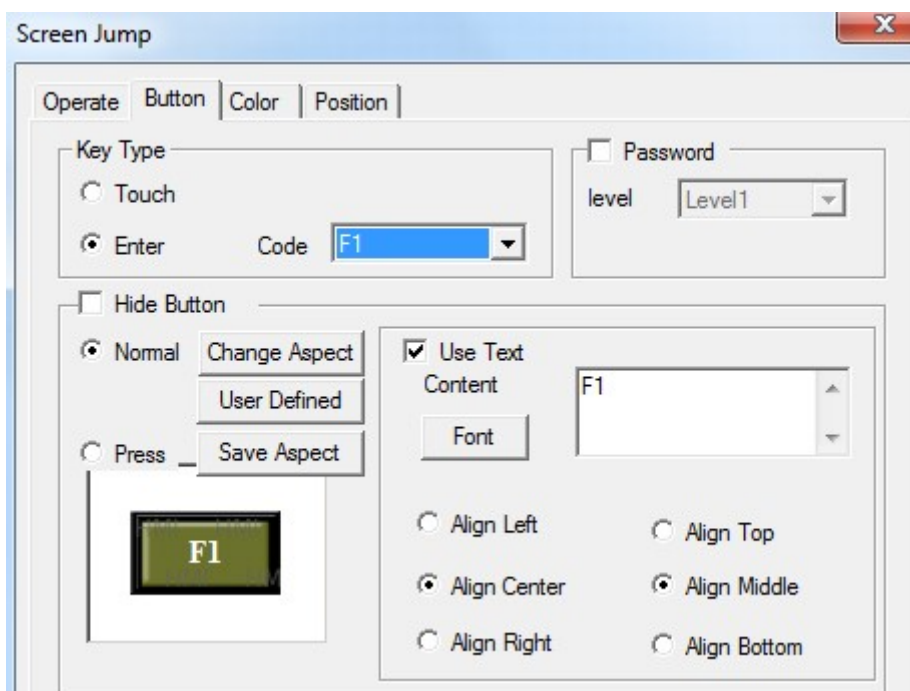 Screen Jump
X
Operate Button Color Position
Key Type
Touch
Enter Code F1
Password
level Level1
Hide Button
Normal Change Aspect
User Defined
Press Save Aspect
F1
Use Text
Content F1
Font
Align Left Align Top
Align Center Align Middle
Align Right Align Bottom